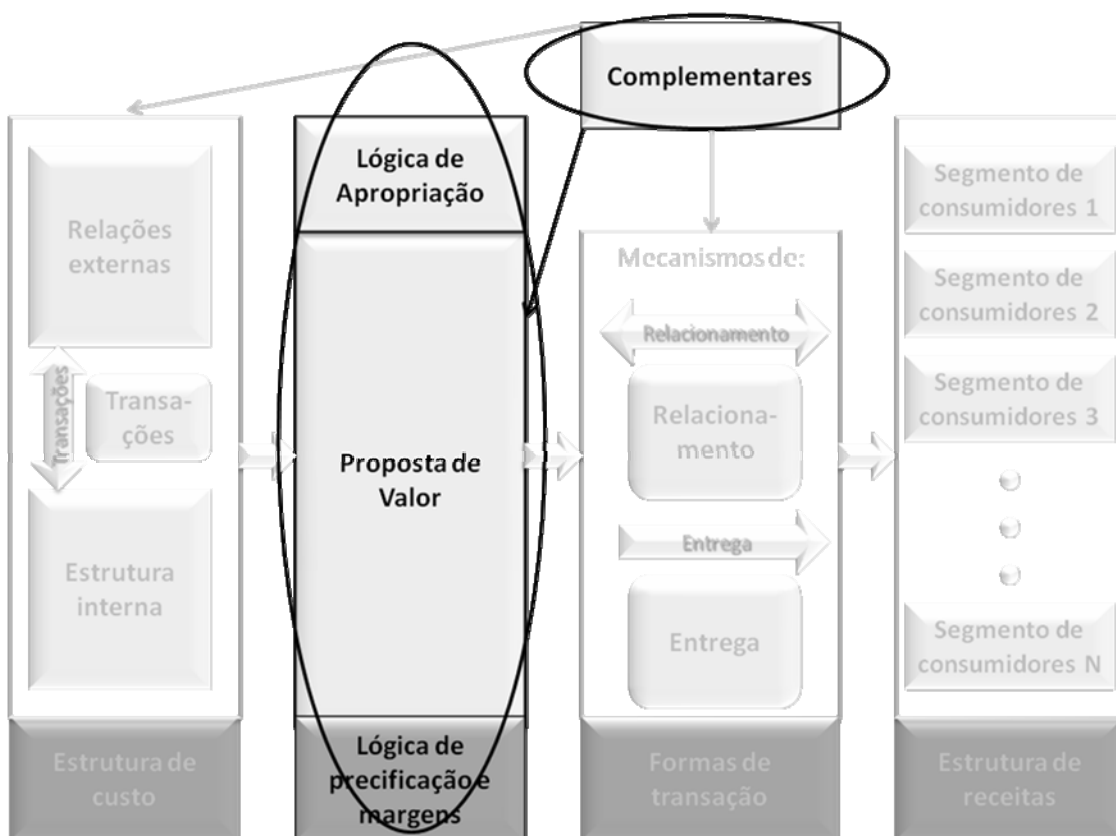 Complementares
Relações
externas
Transações
Transa-
ções
Estrutura
interna
Estrutura de
custo
Lógica de
Apropriação
Proposta de
Valor
Lógica de
precificação e
margens
Mecanismos de:
Relacionamento
Relaciona-
mento
Entrega
Entrega
Formas de
transação
Segmento de
consumidores 1
Segmento de
consumidores 2
Segmento de
consumidores 3
Segmento de
consumidores N
Estrutura de
receitas